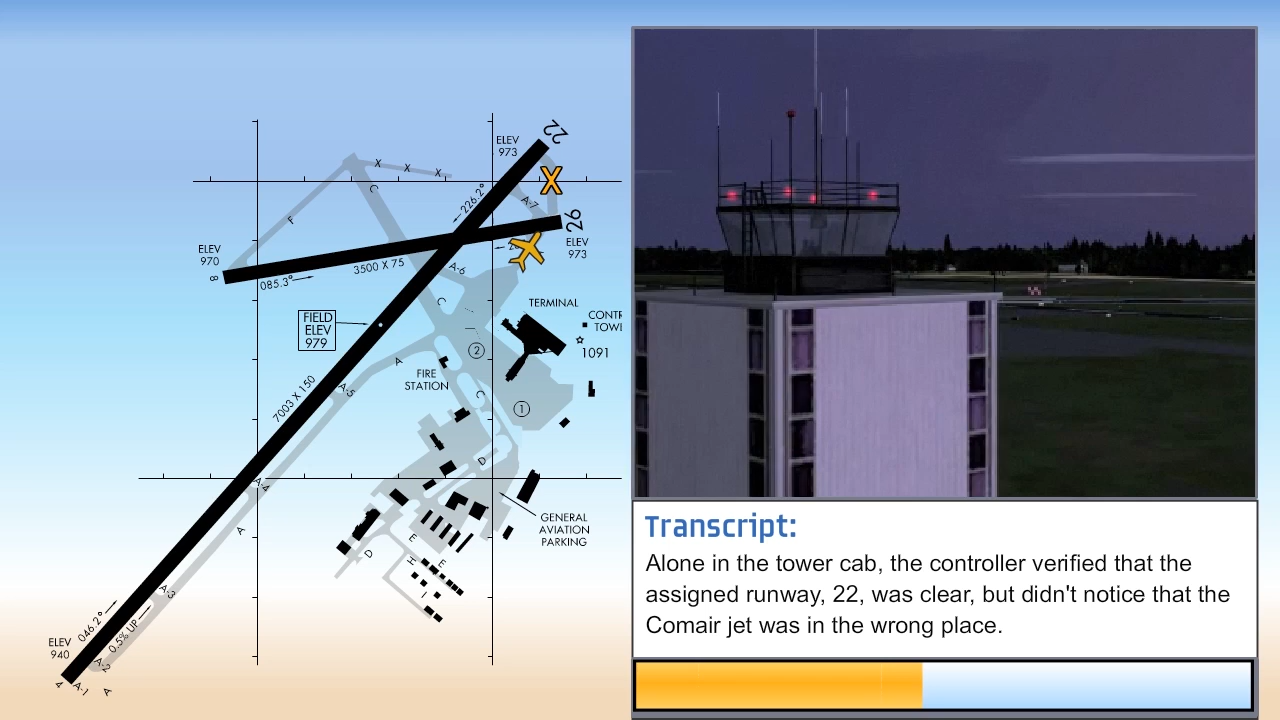 22
ELEV
973
X X X
C
A-7
226.2°
F
26
ELEV
970
ELEV
973
8
085.3°
3500 X 75
A-6
C
TERMINAL
FIELD
ELEV
979
1091
2
A
FIRE
STATION
A-5
7003 X 150
C
1
D
A-4
GENERAL
AVIATION
PARKING
A
E
D
H
E
A-3
I
046.2°
0.5% UP
ELEV
940
A-2
4
A-1
A
Transcript:
Alone in the tower cab, the controller verified that the
assigned runway, 22, was clear, but didn't notice that the
Comair jet was in the wrong place.